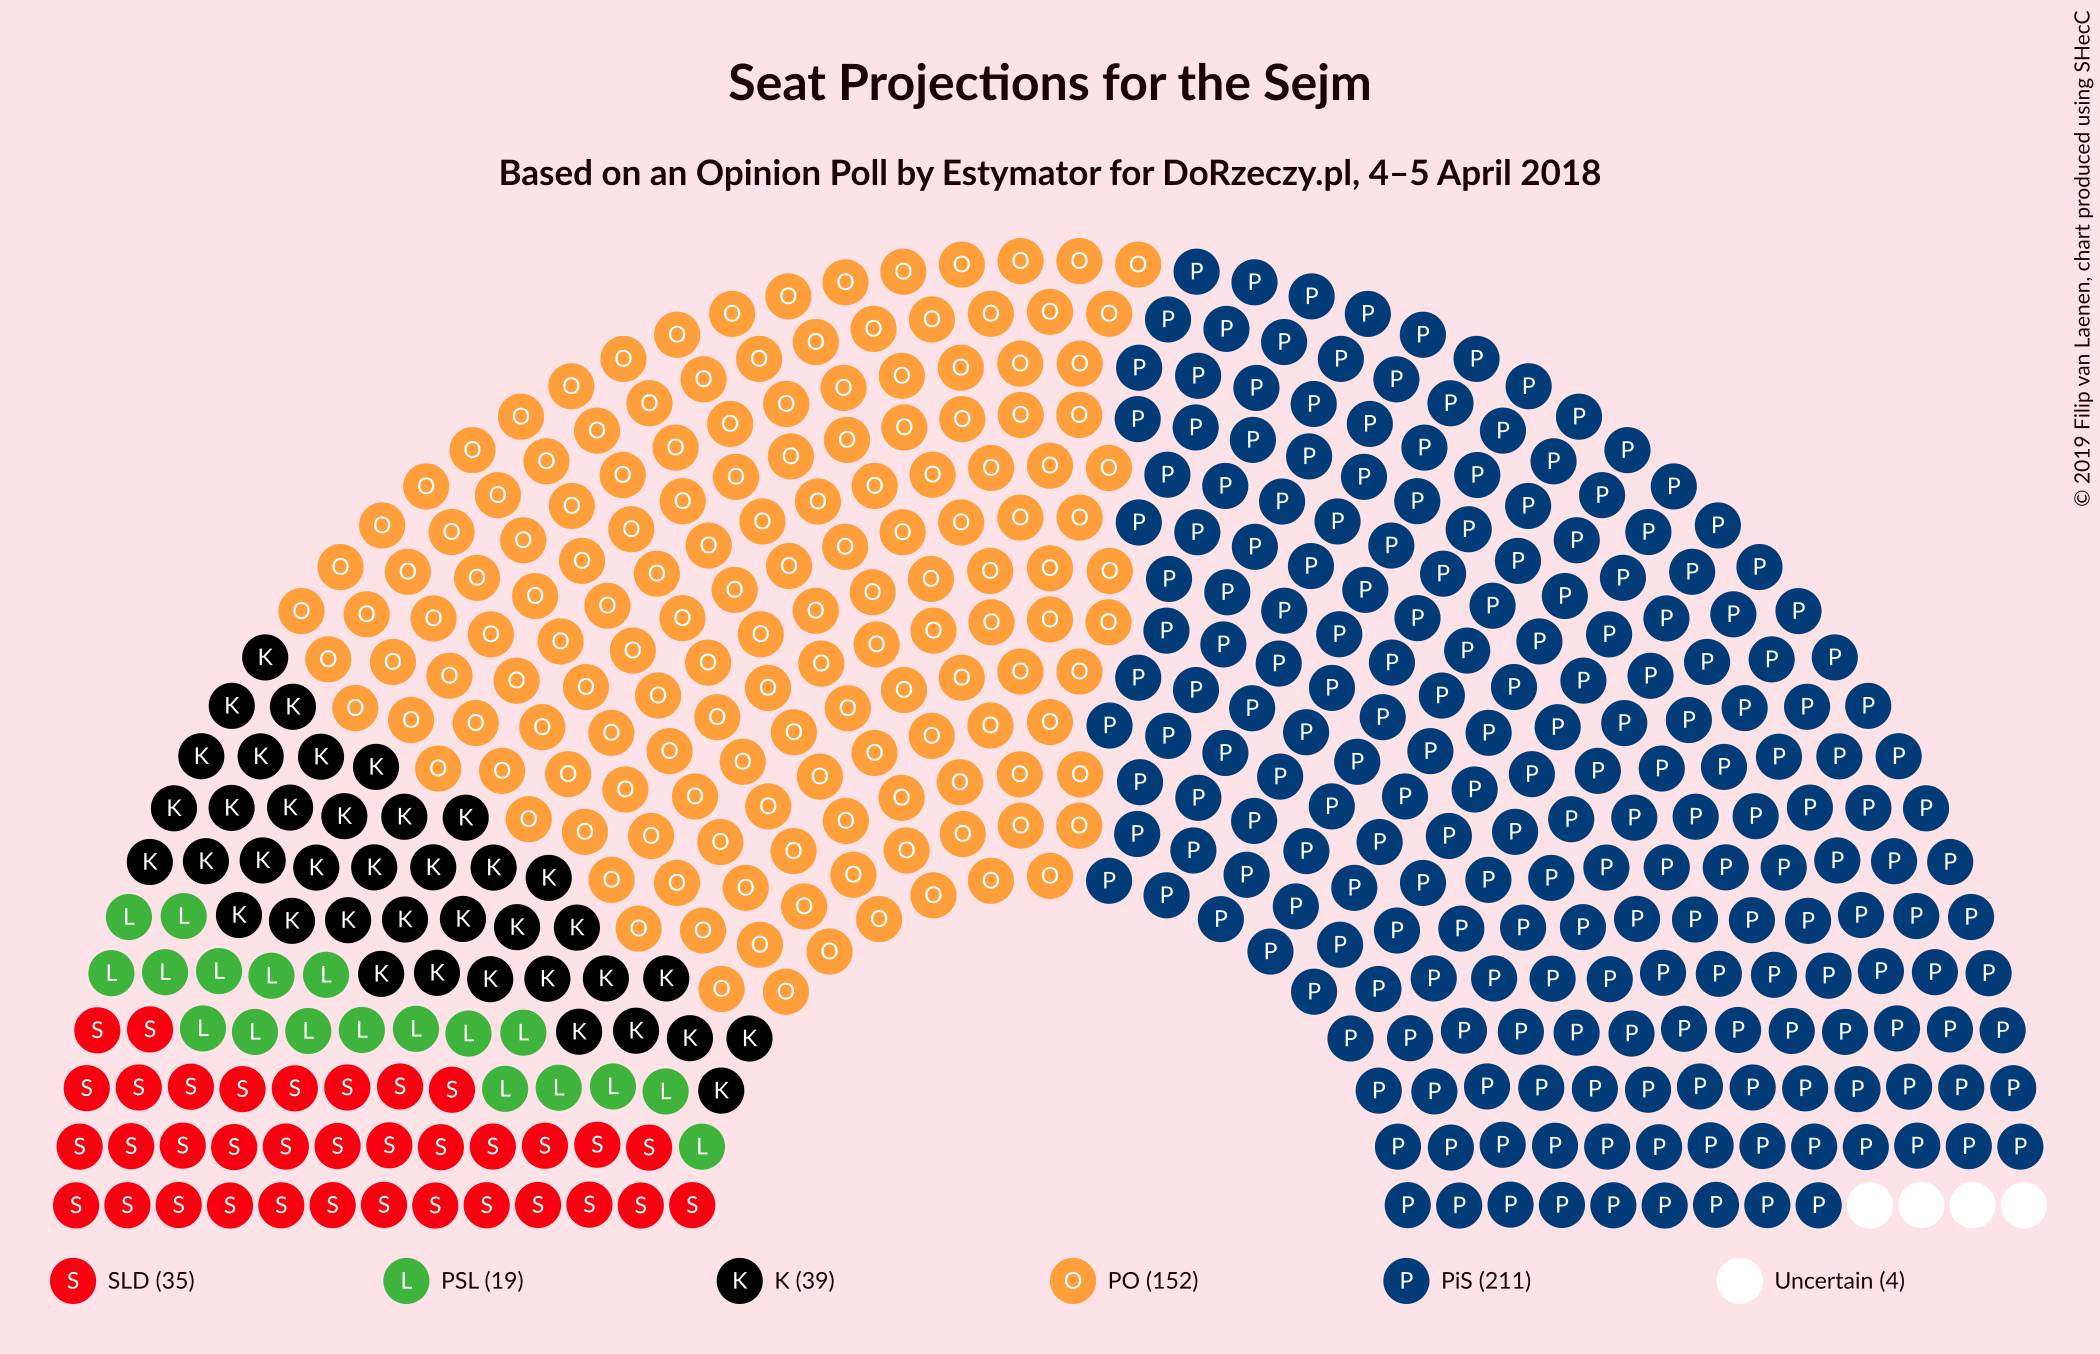 Seat Projections for the Sejm
Based on an Opinion Poll by Estymator for DoRzeczy.pl, 4–5 April 2018
© 2019 Filip van Laenen, chart produced using SHecC
S SLD (35) L PSL (19) K K (39) O PO (152) P PiS (211) Uncertain (4)